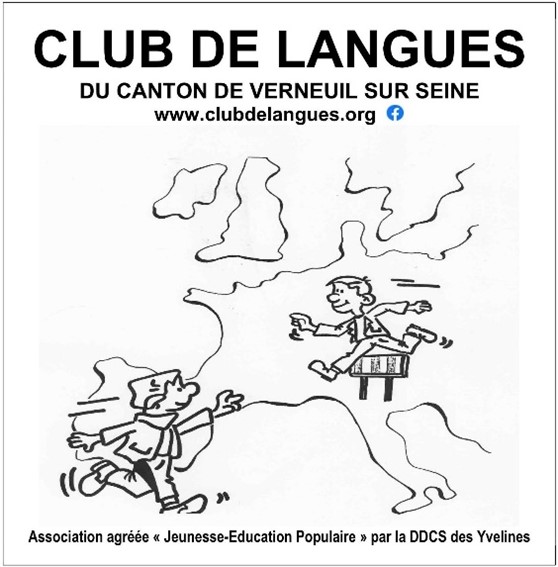 CLUB DE LANGUES
DU CANTON DE VERNEUIL SUR SEINE
www.clubdelangues.org
Association agréée « Jeunesse-Education Populaire » par la DDCS des Yvelines